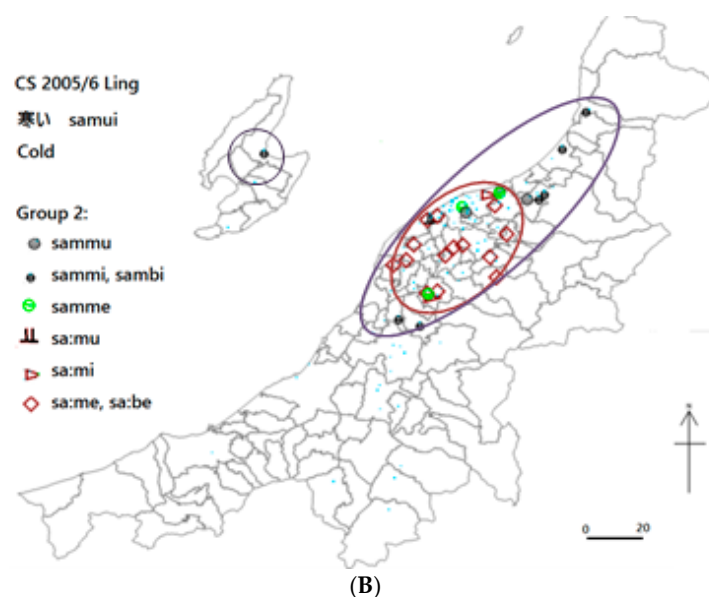 CS 2005/6 Ling
寒い samui
Cold
Group 2:
sammu
sammi, sambi
samme
sa:mu
sa:mi
sa:me, sa:be
N
0 20
(B)